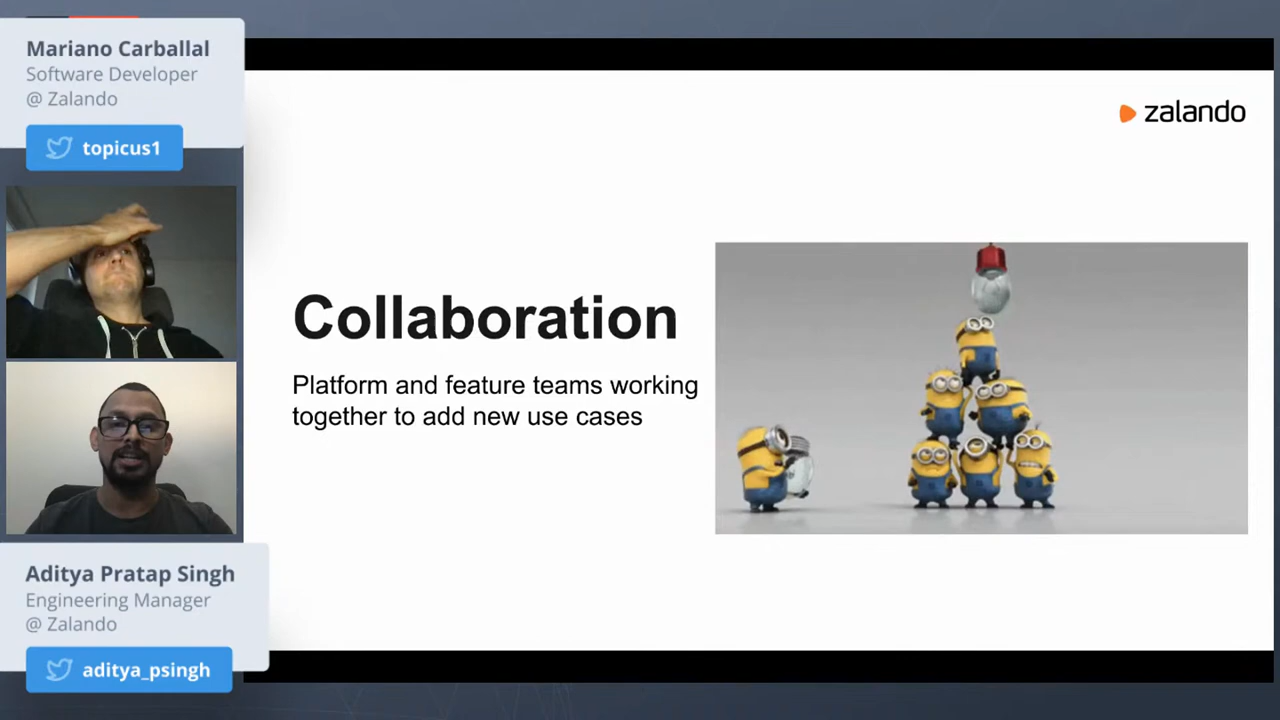 Mariano Carballal
Software Developer
@ Zalando
topicus1
zalando
Collaboration
Platform and feature teams working
together to add new use cases
Aditya Pratap Singh
Engineering Manager
@ Zalando
aditya_psingh